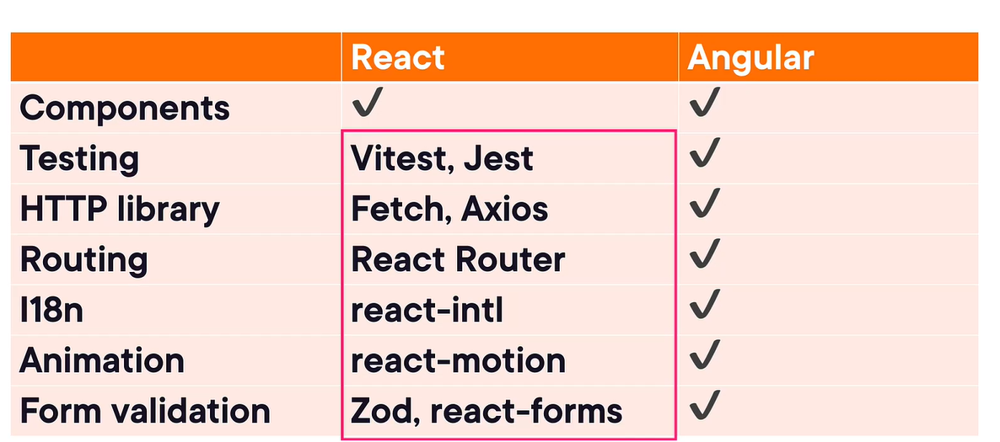 React Angular
Components ✓ ✓
Testing Vitest, Jest ✓
HTTP library Fetch, Axios ✓
Routing React Router ✓
I18n react-intl ✓
Animation react-motion ✓
Form validation Zod, react-forms ✓